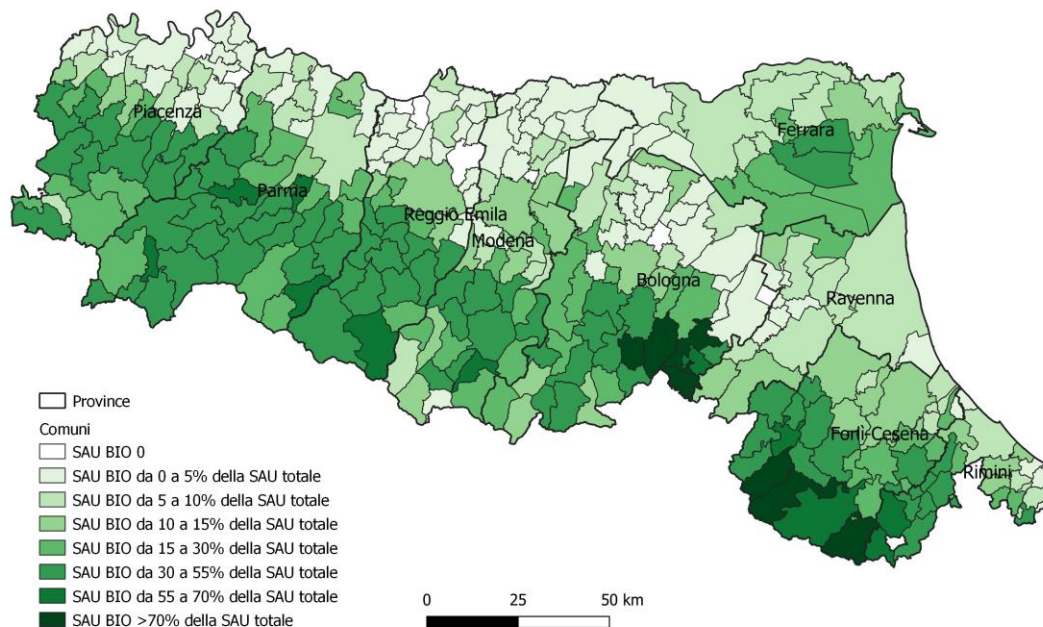 Piacenza
Parma
Reggio Emila
Modena
Bologna
Ferrara
Ravenna
Forlì-Cesena
Rimini
Province
Comuni
SAU BIO 0
SAU BIO da 0 a 5% della SAU totale
SAU BIO da 5 a 10% della SAU totale
SAU BIO da 10 a 15% della SAU totale
SAU BIO da 15 a 30% della SAU totale
SAU BIO da 30 a 55% della SAU totale
SAU BIO da 55 a 70% della SAU totale
SAU BIO >70% della SAU totale
0 25 50 km